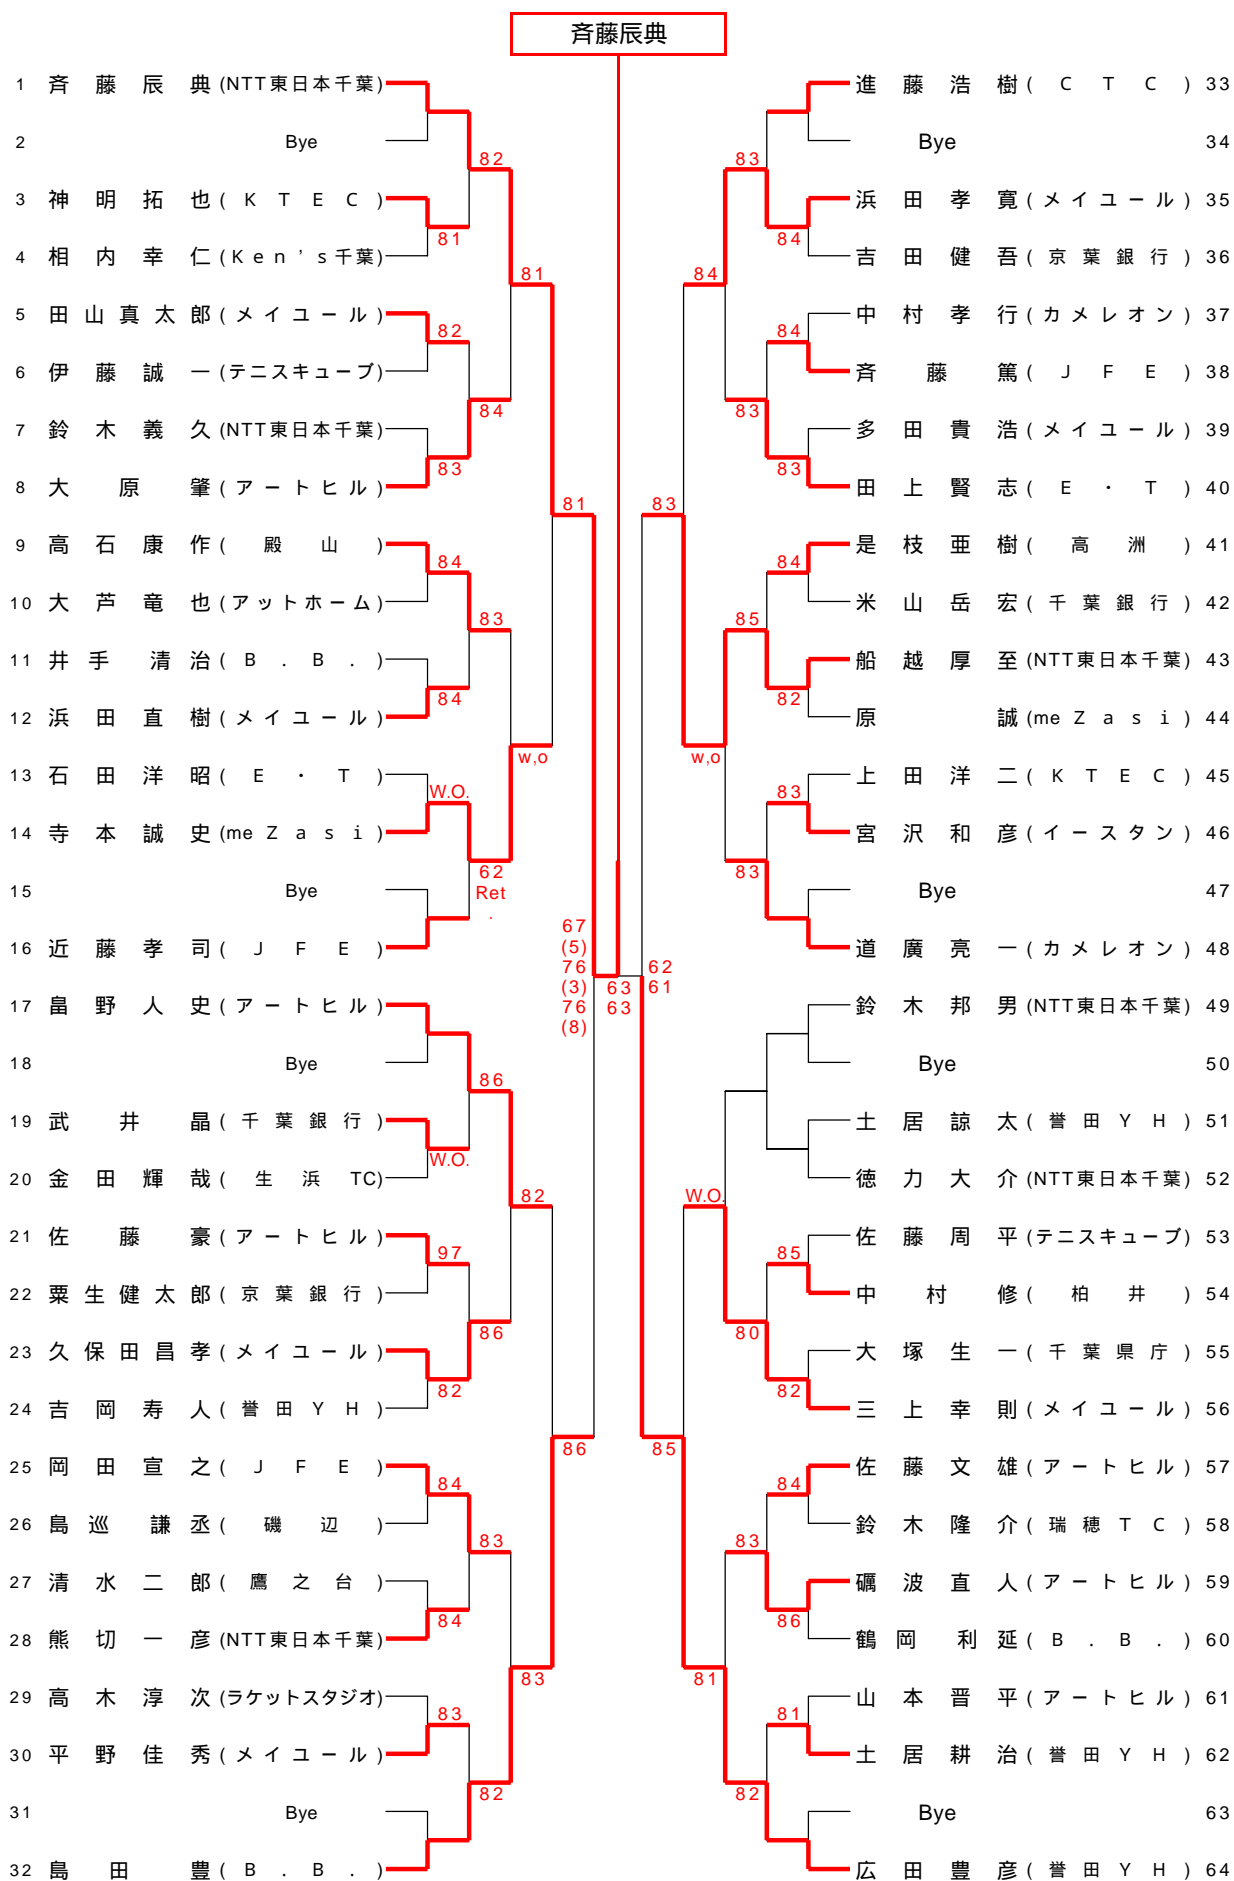 斉藤辰典
1 斉藤辰典 (NTT東日本千葉)
2 Bye
3 神明拓也 (KTEC)
4 相内幸仁 (Ken's千葉)
5 田山真太郎 (メイユール)
6 伊藤誠一 (テニスキューブ)
7 鈴木義久 (NTT東日本千葉)
8 大原肇 (アートヒル)
9 高石康作 (殿山)
10 大芦竜也 (アットホーム)
11 井手清治 (B.B.)
12 浜田直樹 (メイユール)
13 石田洋昭 (E・T)
14 寺本誠史 (me Zasi)
15 Bye
16 近藤孝司 (JFE)
17 畠野人史 (アートヒル)
18 Bye
19 武井晶 (千葉銀行)
20 金田輝哉 (生浜TC)
21 佐藤豪 (アートヒル)
22 粟生健太郎 (京葉銀行)
23 久保田昌孝 (メイユール)
24 吉岡寿人 (誉田YH)
25 岡田宣之 (JFE)
26 島巡謙丞 (磯辺)
27 清水二郎 (鷹之台)
28 熊切一彦 (NTT東日本千葉)
29 高木淳次 (ラケットスタジオ)
30 平野佳秀 (メイユール)
31 Bye
32 島田豊 (B.B.)
81
82
83
84
84
W.O.
W.O.
97
82
84
84
83
82
84
83
62
Ret
.
86
86
83
82
81
w,o
82
83
81
86
67
(5)
76
(3)
76
(8)
63
63
62
61
83
85
84
w,o
W.O.
81
83
83
85
83
80
83
82
84
84
83
84
82
83
85
82
84
86
81
進藤浩樹 (CTC) 33
Bye 34
浜田孝寛 (メイユール) 35
吉田健吾 (京葉銀行) 36
中村孝行 (カメレオン) 37
斉藤篤 (JFE) 38
多田貴浩 (メイユール) 39
田上賢志 (E・T) 40
是枝亜樹 (高洲) 41
米山岳宏 (千葉銀行) 42
船越厚至 (NTT東日本千葉) 43
原誠 (me Zasi) 44
上田洋二 (KTEC) 45
宮沢和彦 (イースタン) 46
Bye 47
道廣亮一 (カメレオン) 48
鈴木邦男 (NTT東日本千葉) 49
Bye 50
土居諒太 (誉田YH) 51
徳力大介 (NTT東日本千葉) 52
佐藤周平 (テニスキューブ) 53
中村修 (柏井) 54
大塚生一 (千葉県庁) 55
三上幸則 (メイユール) 56
佐藤文雄 (アートヒル) 57
鈴木隆介 (瑞穂TC) 58
礪波直人 (アートヒル) 59
鶴岡利延 (B.B.) 60
山本晋平 (アートヒル) 61
土居耕治 (誉田YH) 62
Bye 63
広田豊彦 (誉田YH) 64